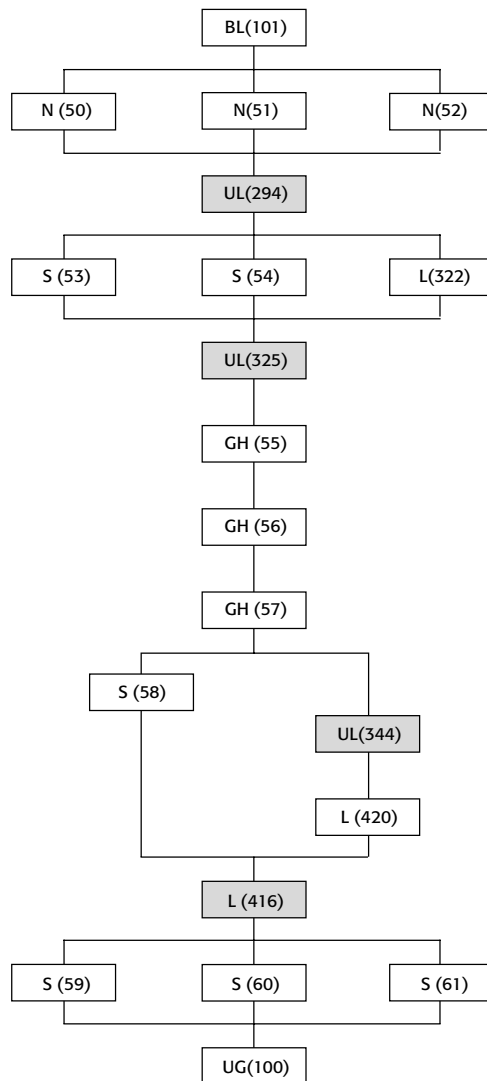 BL(101)
N (50) N(51) N(52)
UL(294)
S (53) S (54) L(322)
UL(325)
GH (55)
GH (56)
GH (57)
S (58)
UL(344)
L (420)
L (416)
S (59) S (60) S (61)
UG(100)